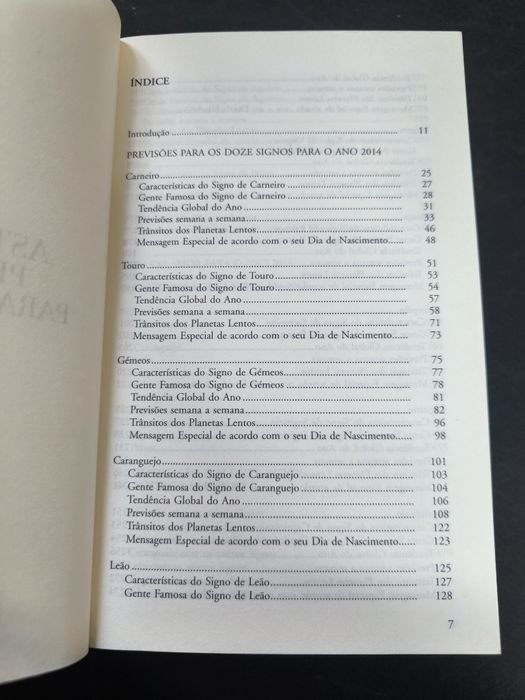 ÍNDICE
Introdução ........ 11
PREVISÕES PARA OS DOZE SIGNOS PARA O ANO 2014
Carneiro ........ 25
Características do Signo de Carneiro ........ 27
Gente Famosa do Signo de Carneiro ........ 28
Tendência Global do Ano ........ 31
Previsões semana a semana ........ 33
Trânsitos dos Planetas Lentos ........ 46
Mensagem Especial de acordo com o seu Dia de Nascimento ...... 48
Touro ........ 51
Características do Signo de Touro ........ 53
Gente Famosa do Signo de Touro ........ 54
Tendência Global do Ano ........ 57
Previsões semana a semana ........ 58
Trânsitos dos Planetas Lentos ........ 71
Mensagem Especial de acordo com o seu Dia de Nascimento ...... 73
Gémeos ........ 75
Características do Signo de Gémeos ........ 77
Gente Famosa do Signo de Gémeos ........ 78
Tendência Global do Ano ........ 81
Previsões semana a semana ........ 82
Trânsitos dos Planetas Lentos ........ 96
Mensagem Especial de acordo com o seu Dia de Nascimento ...... 98
Caranguejo ........ 101
Características do Signo de Caranguejo ........ 103
Gente Famosa do Signo de Caranguejo ........ 104
Tendência Global do Ano ........ 106
Previsões semana a semana ........ 108
Trânsitos dos Planetas Lentos ........ 122
Mensagem Especial de acordo com o seu Dia de Nascimento ...... 123
Leão ........ 125
Características do Signo de Leão ........ 127
Gente Famosa do Signo de Leão ........ 128
7